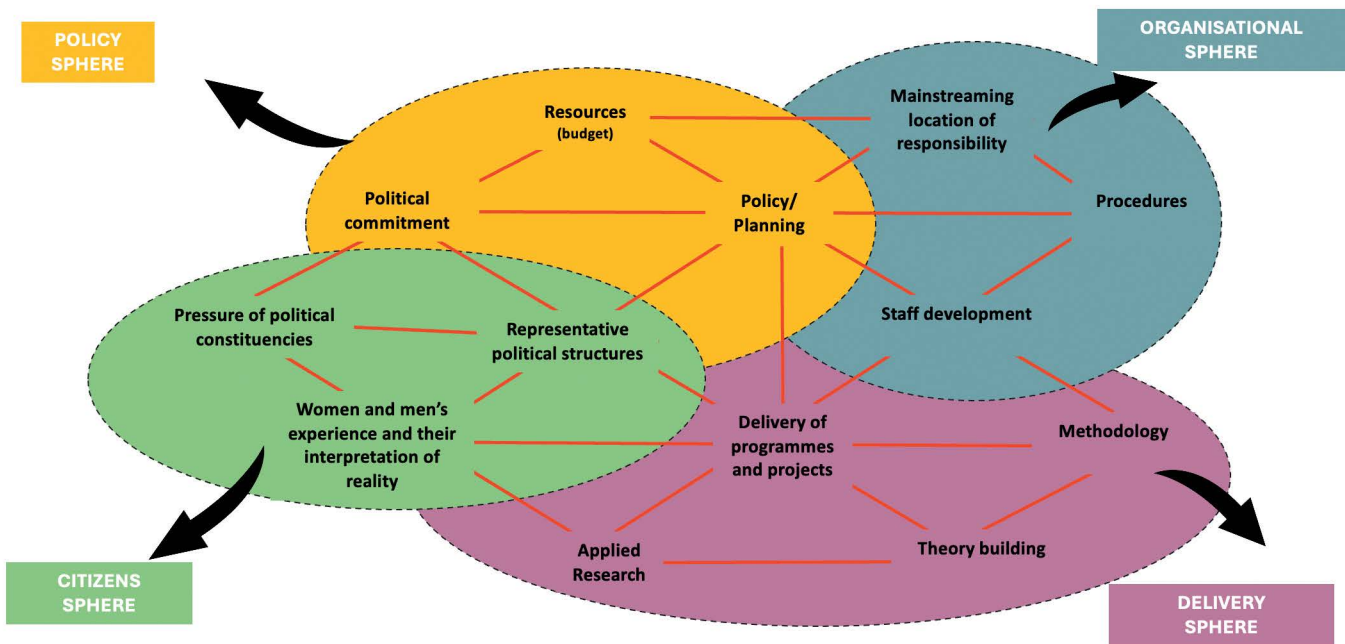 POLICY
SPHERE
ORGANISATIONAL
SPHERE
Resources
(budget)
Mainstreaming
location of
responsibility
Political
commitment
Policy/
Planning
Procedures
Pressure of political
constituencies
Representative
political structures
Staff development
Women and men’s
experience and their
interpretation of
reality
Delivery of
programmes
and projects
Methodology
Applied
Research
Theory building
CITIZENS
SPHERE
DELIVERY
SPHERE